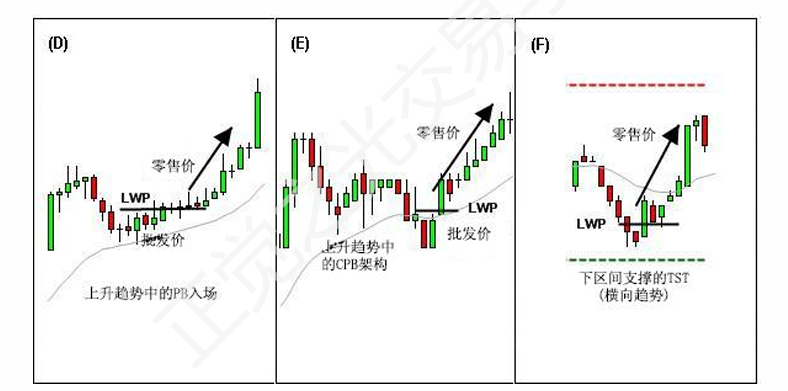 (D)
零售价
LWP
批发价
上升趋势中的PB入场
(E)
零售价
LWP
批发价
上升趋势中
的CPB架构
(F)
零售价
LWP
下区间支撑的TST
(横向趋势)